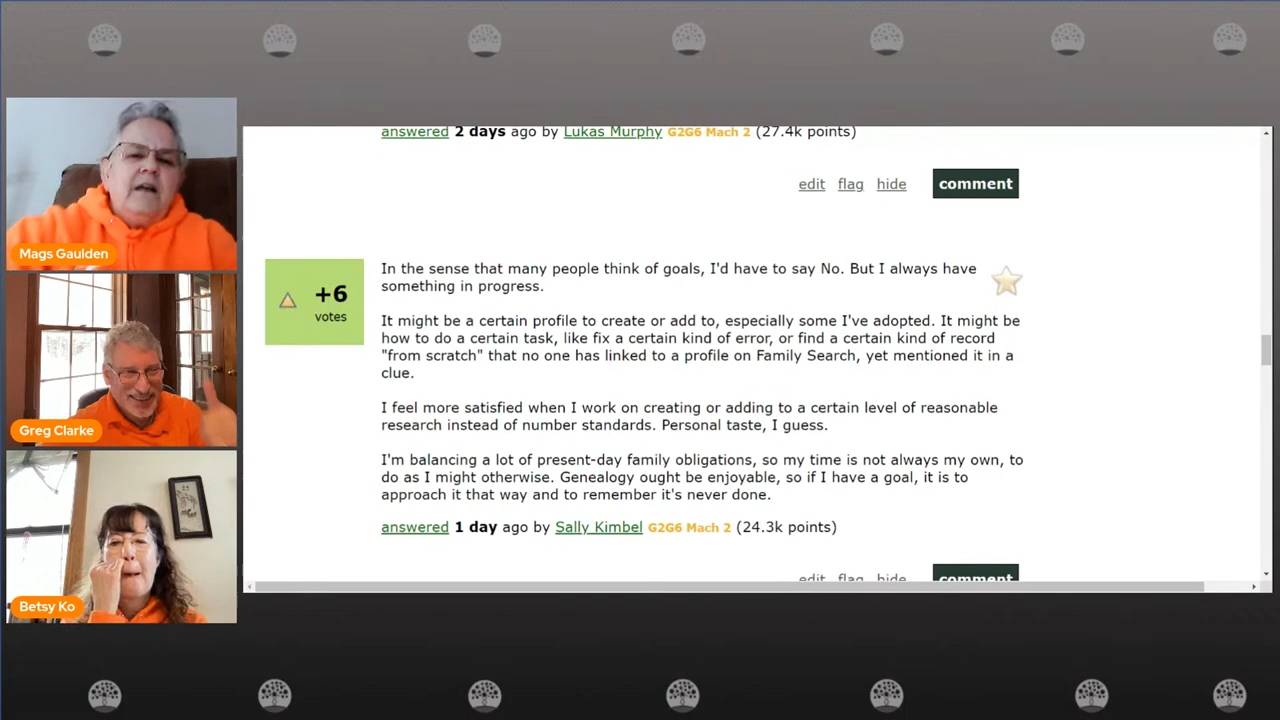 answered 2 days ago by Lukas Murphy G2G6 Mach 2 (27.4k points)
edit flag hide comment
Mags Gaulden
+6
votes
In the sense that many people think of goals, I'd have to say No. But I always have
something in progress.
It might be a certain profile to create or add to, especially some I've adopted. It might be
how to do a certain task, like fix a certain kind of error, or find a certain kind of record
"from scratch" that no one has linked to a profile on Family Search, yet mentioned it in a
clue.
Greg Clarke
I feel more satisfied when I work on creating or adding to a certain level of reasonable
research instead of number standards. Personal taste, I guess.
I'm balancing a lot of present-day family obligations, so my time is not always my own, to
do as I might otherwise. Genealogy ought be enjoyable, so if I have a goal, it is to
approach it that way and to remember it's never done.
answered 1 day ago by Sally Kimbel G2G6 Mach 2 (24.3k points)
edit flag hide comment
Betsy Ko